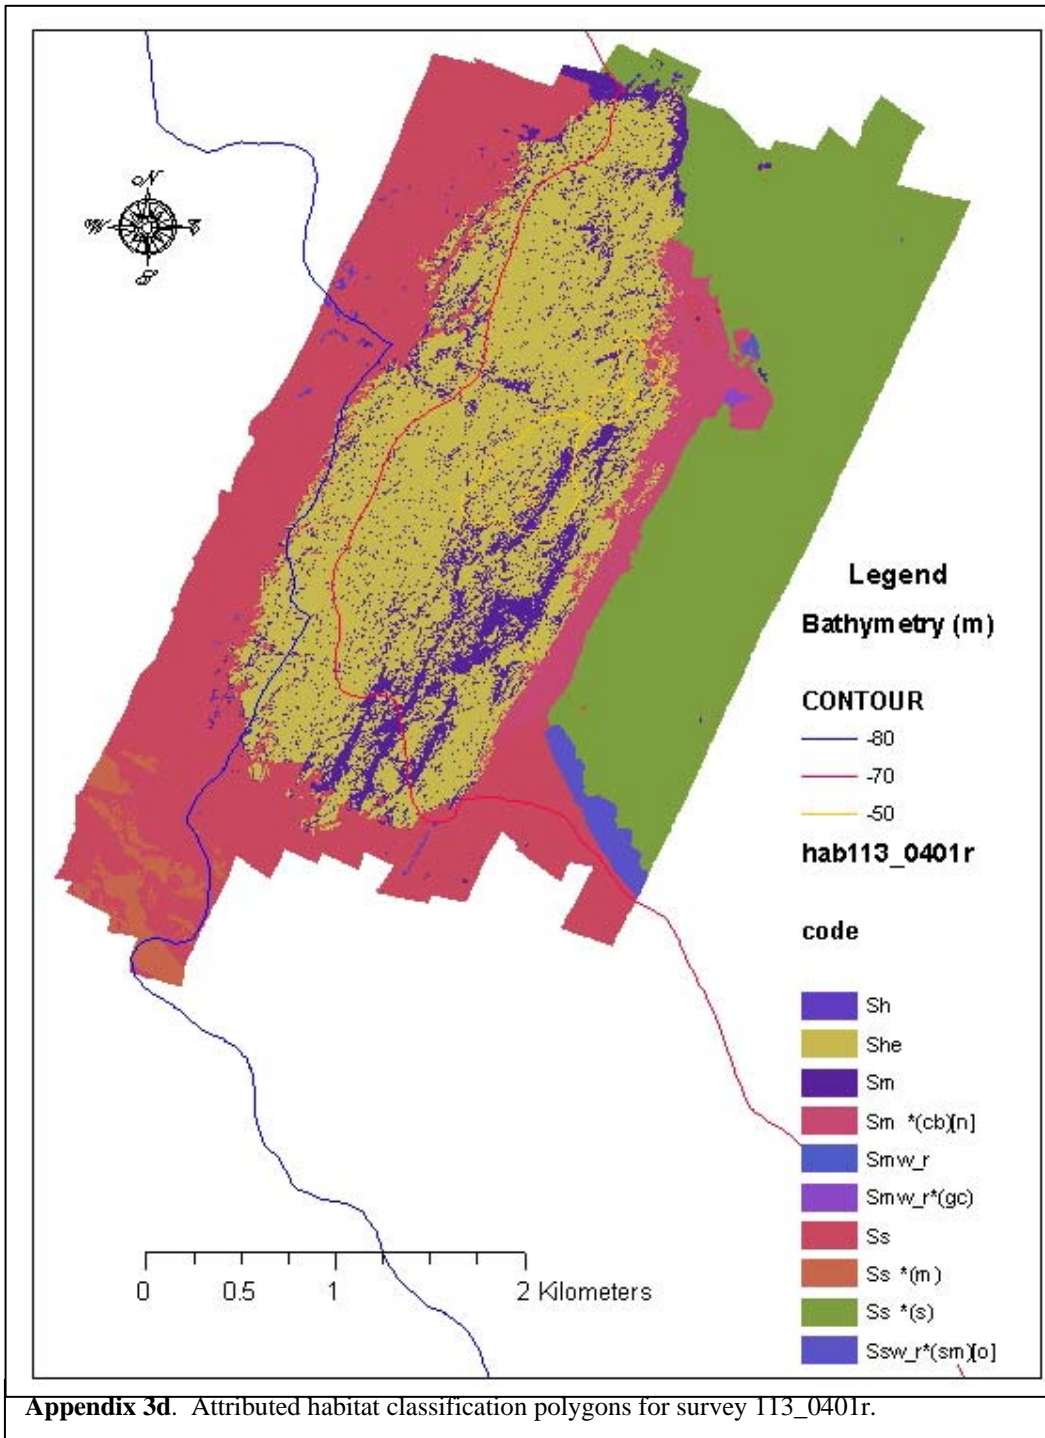 N
W
E
S
Legend
Bathymetry (m)
CONTOUR
-80
-70
-50
hab113_0401r
code
Sh
She
Sm
Sm *(cb)[n]
Smw_r
Smw_r*(gc)
Ss
Ss *(m)
Ss *(s)
Ssw_r*(sm)[o]
0 0.5 1 2 Kilometers
Appendix 3d. Attributed habitat classification polygons for survey 113_0401r.